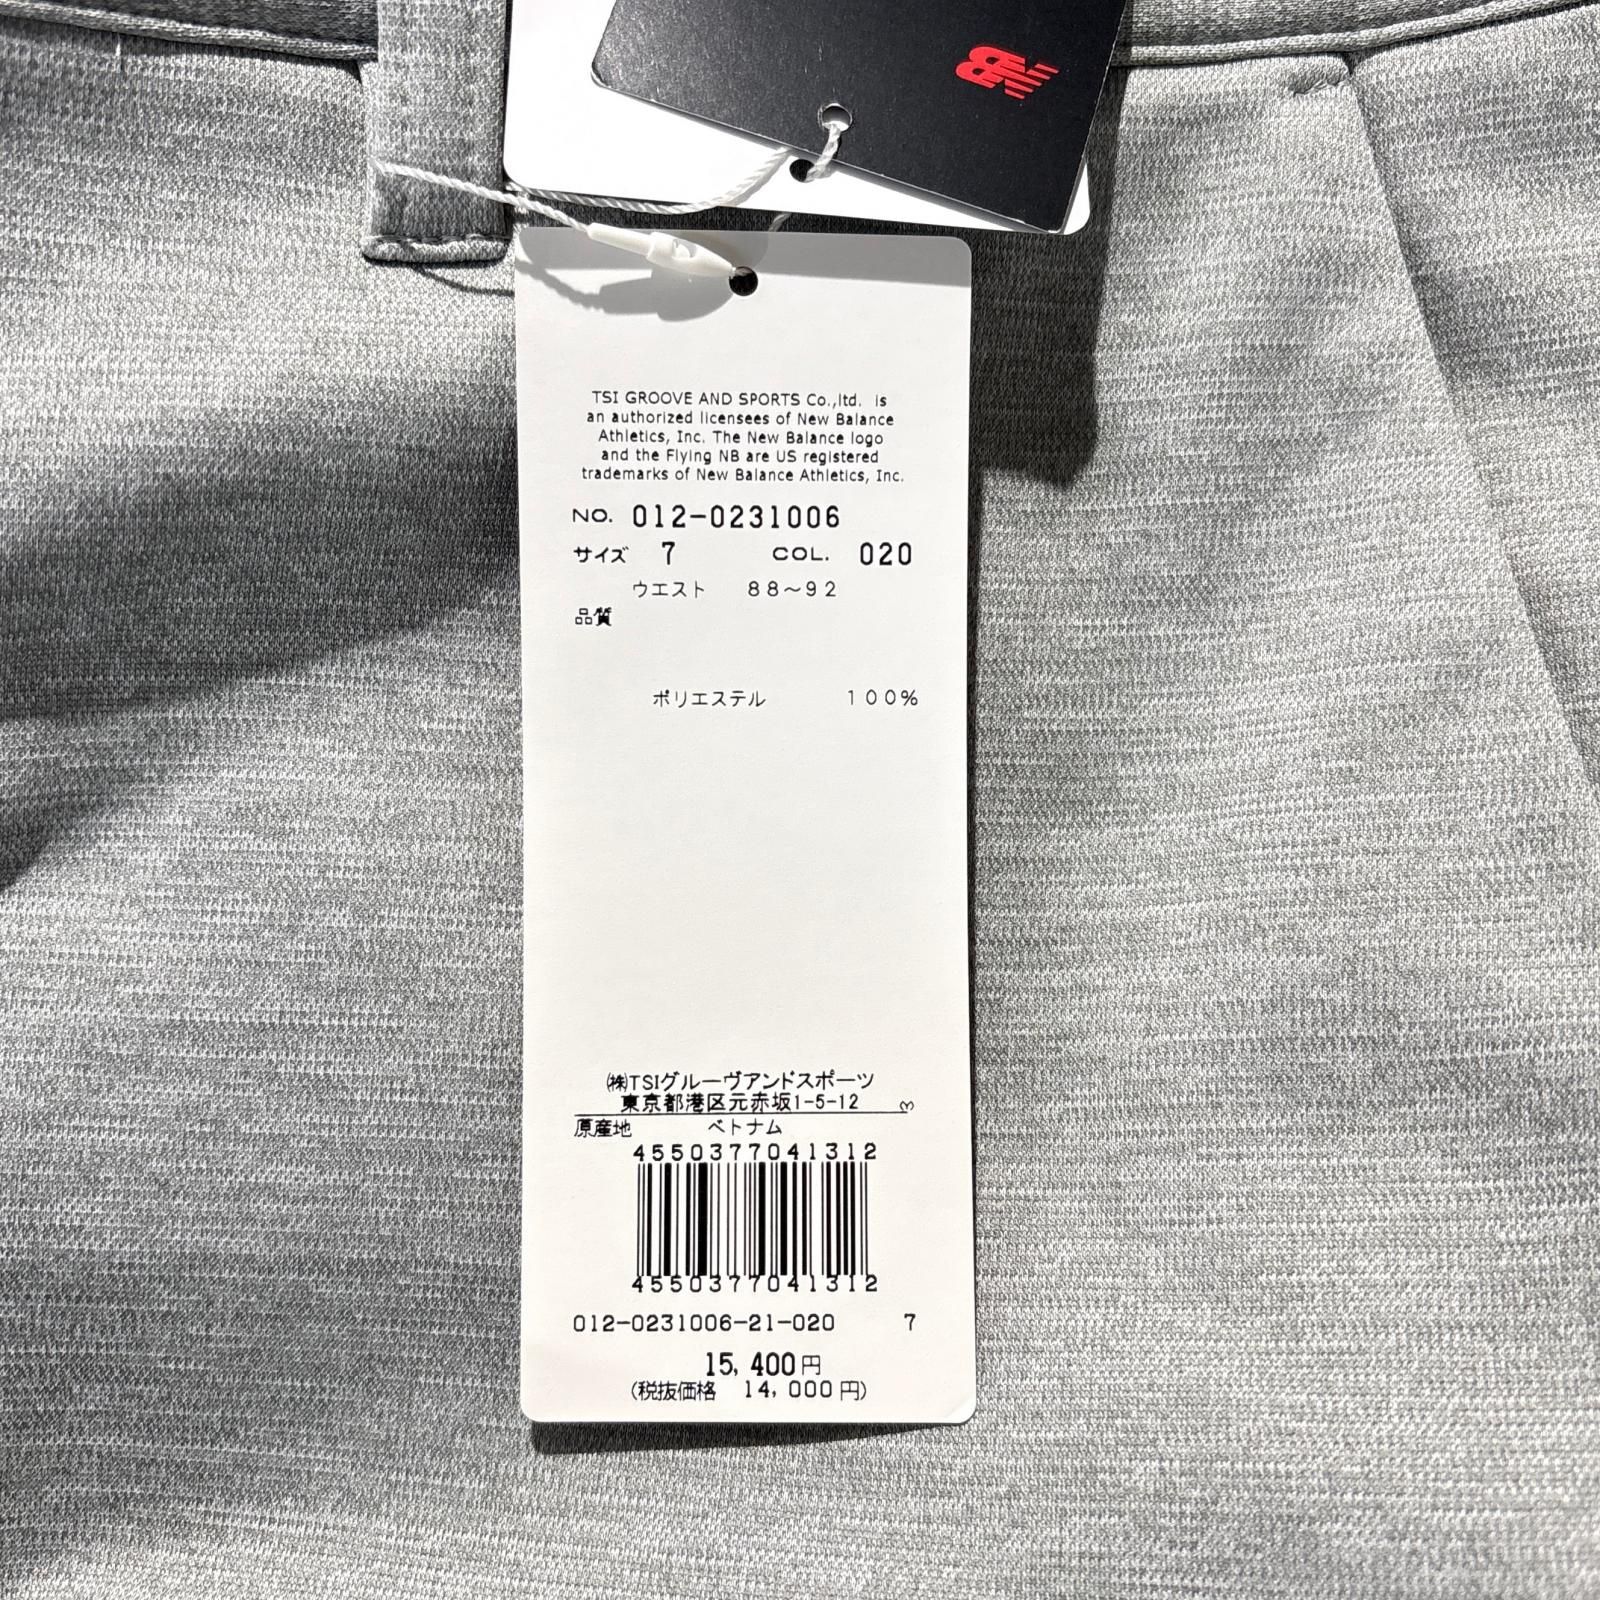 NB
TSI GROOVE AND SPORTS Co.,ltd. is
an authorized licensees of New Balance
Athletics, Inc. The New Balance logo
and the Flying NB are US registered
trademarks of New Balance Athletics, Inc.
NO. 012-0231006
サイズ 7 COL. 020
ウエスト 88～92
品質
ポリエステル 100%
㈱TSIグルーヴアンドスポーツ
東京都港区元赤坂1-5-12 (Y)
原産地 ベトナム
4550377041312
4550377041312
012-0231006-21-020 7
15,400円
(税抜価格 14,000円)